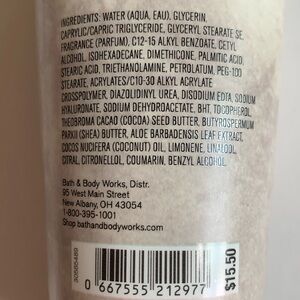 INGREDIENTS: WATER (AQUA, EAU), GLYCERIN,
CAPRYLIC/CAPRIC TRIGLYCERIDE, GLYCERYL STEARATE SE,
FRAGRANCE (PARFUM), C12-15 ALKYL BENZOATE, CETYL
ALCOHOL, ISOHEXADECANE, DIMETHICONE, PALMITIC ACID,
STEARIC ACID, TRIETHANOLAMINE, PETROLATUM, PEG-100
STEARATE, ACRYLATES/C10-30 ALKYL ACRYLATE
CROSSPOLYMER, DIAZOLIDINYL UREA, DISODIUM EDTA, SODIUM
HYALURONATE, SODIUM DEHYDROACETATE, BHT, TOCOPHEROL,
THEOBROMA CACAO (COCOA) SEED BUTTER, BUTYROSPERMUM
PARKII (SHEA) BUTTER, ALOE BARBADENSIS LEAF EXTRACT,
COCOS NUCIFERA (COCONUT) OIL, LIMONENE, LINALOOL,
CITRAL, CITRONELLOL, COUMARIN, BENZYL ALCOHOL.
Bath & Body Works, Distr.
95 West Main Street
New Albany, OH 43054
1-800-395-1001
Shop bathandbodyworks.com
0 667555 212977
$15.50